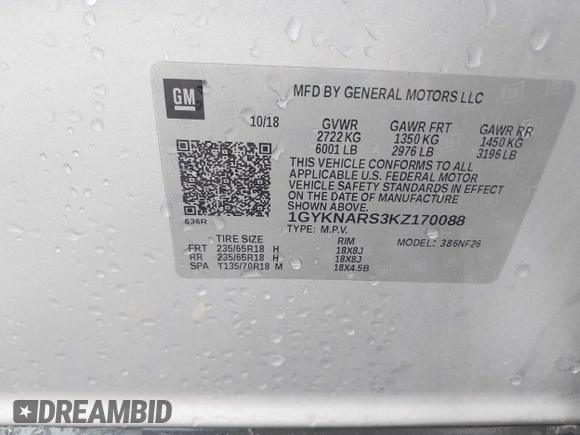 GM
MFD BY GENERAL MOTORS LLC
10/18 GVWR GAWR FRT GAWR RR
2722 KG 1350 KG 1450 KG
6001 LB 2976 LB 3196 LB
THIS VEHICLE CONFORMS TO ALL
APPLICABLE U.S. FEDERAL MOTOR
VEHICLE SAFETY STANDARDS IN EFFECT
ON THE DATE OF MANUFACTURE
SHOWN ABOVE.
636R 1GYKNARS3KZ170088
TYPE: M.P.V. MODEL: 386NF26
TIRE SIZE RIM
FRT 235/65R18 H 18X8J
RR 235/65R18 H 18X8J
SPA T135/70R18 M 18X4.5B
DREAMBID